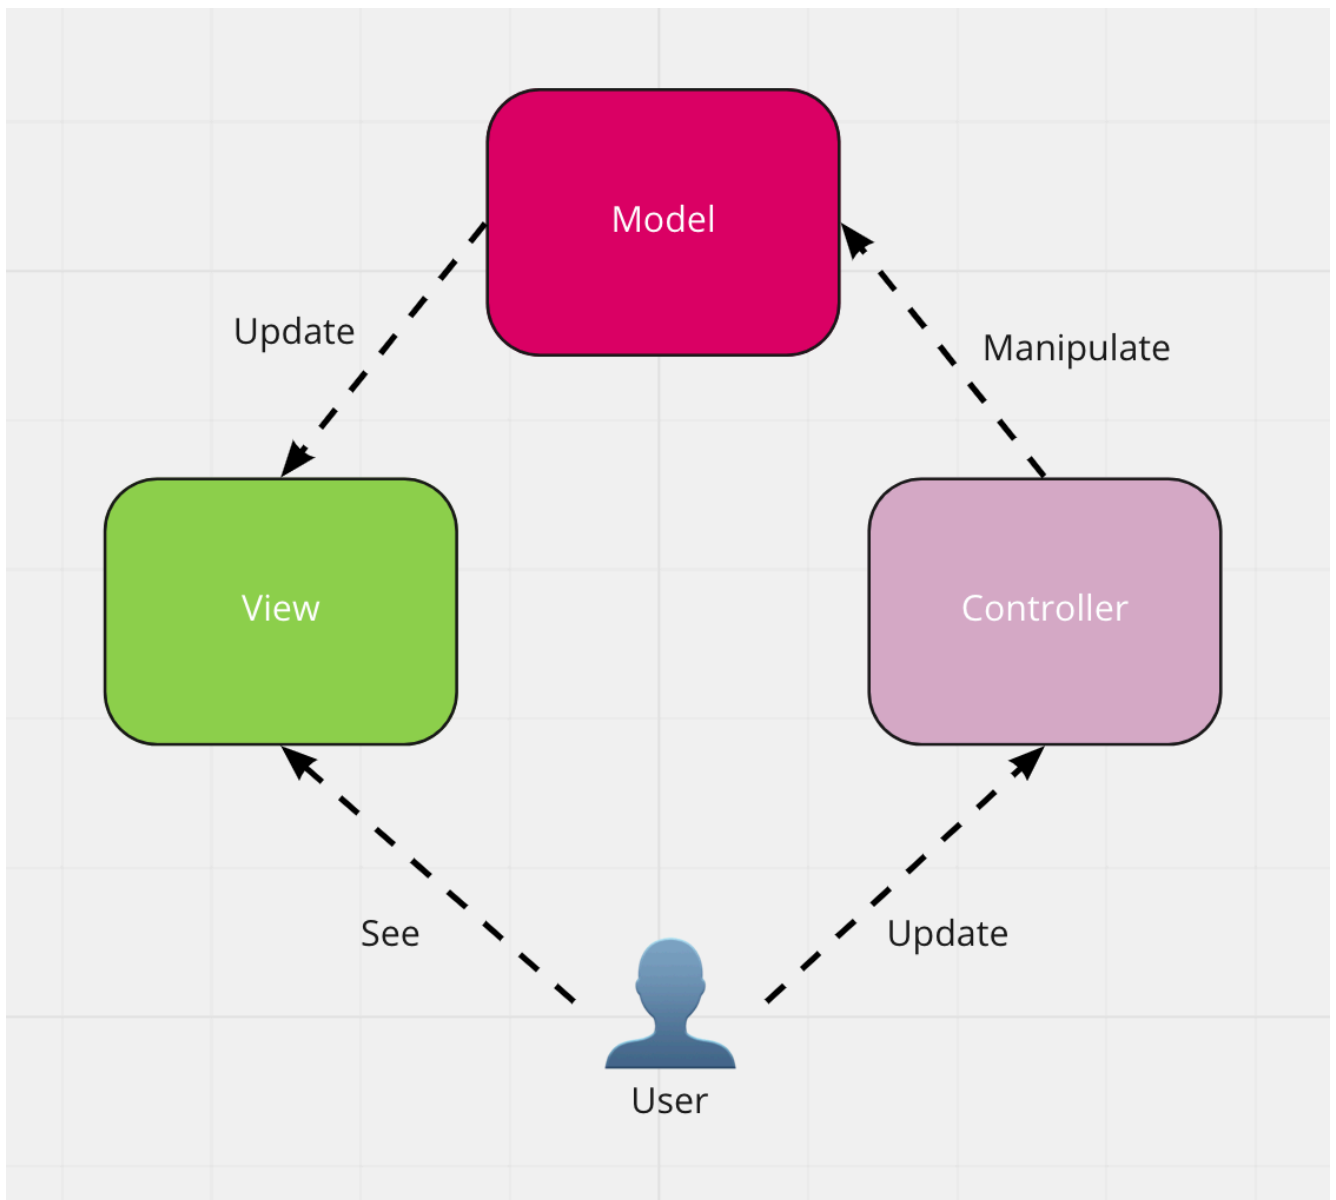 Model
Update
Manipulate
View
Controller
See
Update
User